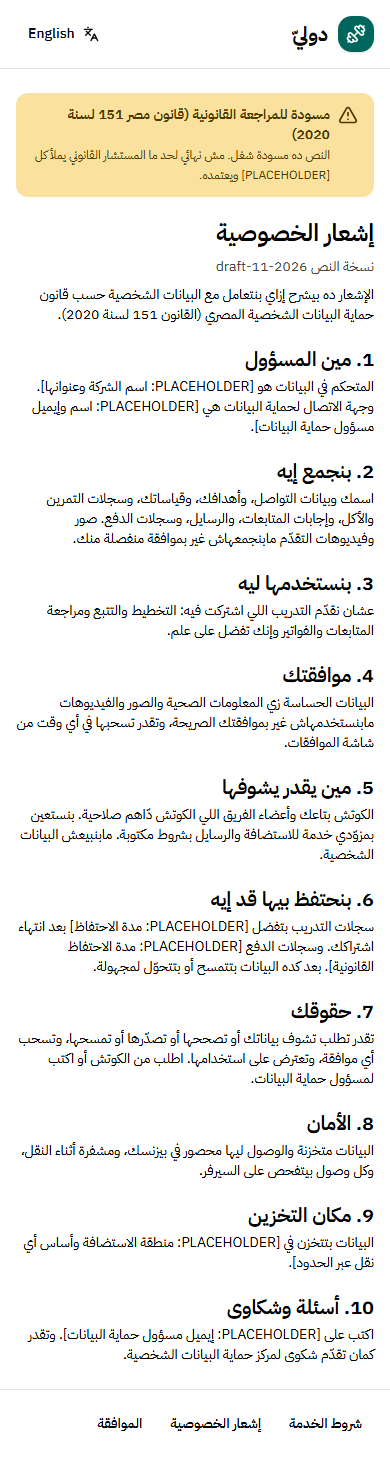 دوليّ
English
مسودة للمراجعة القانونية (قانون مصر 151 لسنة
2020)
النص ده مسودة شغل. مش نهائي لحد ما المستشار القانوني يملأ كل
[PLACEHOLDER] ويعتمده.
إشعار الخصوصية
نسخة النص draft-11-2026
الإشعار ده بيشرح إزاي بنتعامل مع البيانات الشخصية حسب قانون
حماية البيانات الشخصية المصري (القانون 151 لسنة 2020).
1. مين المسؤول
المتحكم في البيانات هو [PLACEHOLDER: اسم الشركة وعنوانها].
وجهة الاتصال لحماية البيانات هي [PLACEHOLDER: اسم وإيميل
مسؤول حماية البيانات].
2. بنجمع إيه
اسمك وبيانات التواصل، وأهدافك، وقياساتك، وسجلات التمرين
والأكل، وإجابات المتابعات، والرسايل، وسجلات الدفع. صور
وفيديوهات التقدّم مابنجمعهاش غير بموافقة منفصلة منك.
3. بنستخدمها ليه
عشان نقدّم التدريب اللي اشتركت فيه: التخطيط والتتبع ومراجعة
المتابعات والفواتير وإنك تفضل على علم.
4. موافقتك
البيانات الحساسة زي المعلومات الصحية والصور والفيديوهات
مابنستخدمهاش غير بموافقتك الصريحة، وتقدر تسحبها في أي وقت من
شاشة الموافقات.
5. مين يقدر يشوفها
الكوتش بتاعك وأعضاء الفريق اللي الكوتش دّاهم صلاحية. بنستعين
بمزوّدي خدمة للاستضافة والرسايل بشروط مكتوبة. مابنبيعش البيانات
الشخصية.
6. بنحتفظ بيها قد إيه
سجلات التدريب بتفضل [PLACEHOLDER: مدة الاحتفاظ] بعد انتهاء
اشتراكك. وسجلات الدفع [PLACEHOLDER: مدة الاحتفاظ
القانونية]. بعد كده البيانات بتتمسح أو بتتحوّل لمجهولة.
7. حقوقك
تقدر تطلب تشوف بياناتك أو تصححها أو تصدّرها أو تمسحها، وتسحب
أي موافقة، وتعترض على استخدامها. اطلب من الكوتش أو اكتب
لمسؤول حماية البيانات.
8. الأمان
البيانات متخزنة والوصول ليها محصور في بيزنسك، ومشفرة أثناء النقل،
وكل وصول بيتفحص على السيرفر.
9. مكان التخزين
البيانات بتتخزن في [PLACEHOLDER: منطقة الاستضافة وأساس أي
نقل عبر الحدود].
10. أسئلة وشكاوى
اكتب على [PLACEHOLDER: إيميل مسؤول حماية البيانات]. وتقدر
كمان تقدّم شكوى لمركز حماية البيانات الشخصية.
شروط الخدمة
إشعار الخصوصية
الموافقة